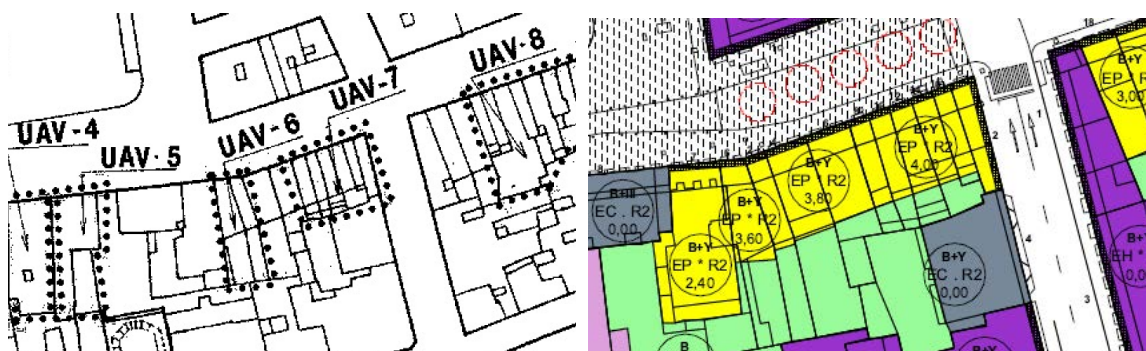 UAV-4
UAV-5
UAV-6
UAV-7
UAV-8
18
B+Y
EP * R2
3,00
2
1
B+Y
EP * R2
4,00
B+Y
EP * R2
3,80
B+III
EC . R2
0,00
B+Y
EP * R2
3,60
B+Y
EP * R2
2,40
4
B+Y
EC . R2
0,00
3
EH *
B
B+Y